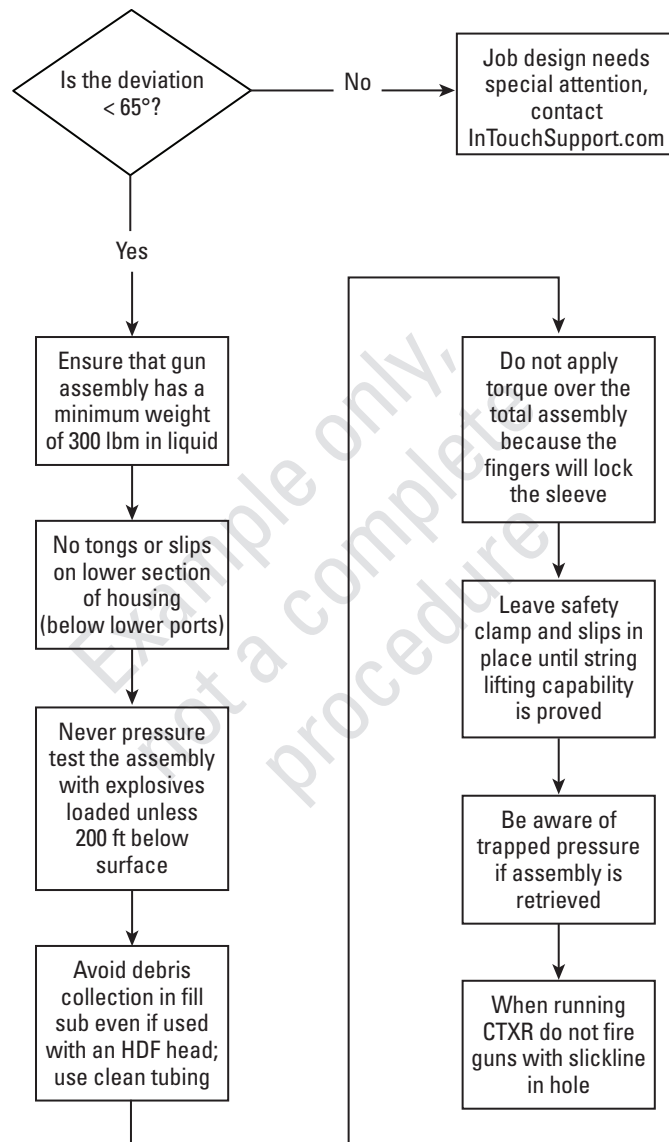 Is the deviation
< 65°?
No
Job design needs
special attention,
contact
InTouchSupport.com
Yes
Ensure that gun
assembly has a
minimum weight
of 300 lbm in liquid
No tongs or slips
on lower section
of housing
(below lower ports)
Never pressure
test the assembly
with explosives
loaded unless
200 ft below
surface
Avoid debris
collection in fill
sub even if used
with an HDF head;
use clean tubing
Do not apply
torque over the
total assembly
because the
fingers will lock
the sleeve
Leave safety
clamp and slips in
place until string
lifting capability
is proved
Be aware of
trapped pressure
if assembly is
retrieved
When running
CTXR do not fire
guns with slickline
in hole
Example only,
not a complete
procedure